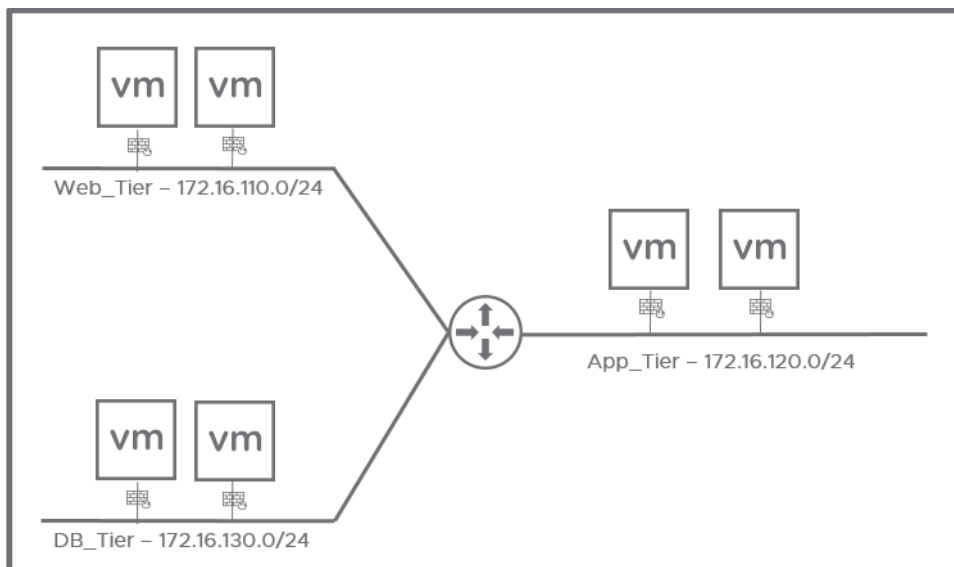 vm vm
Web_Tier – 172.16.110.0/24
vm vm
App_Tier – 172.16.120.0/24
vm vm
DB_Tier – 172.16.130.0/24